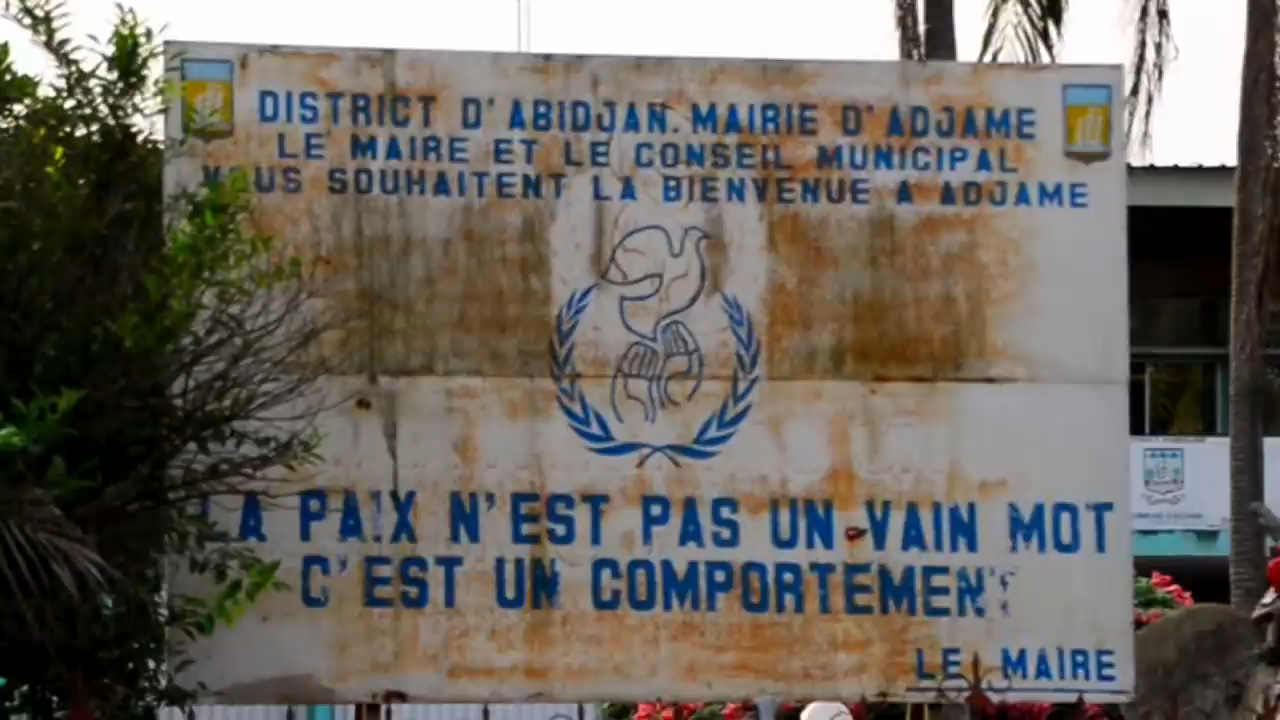 DISTRICT D'ABIDJAN. MAIRIE D'ADJAME
LE MAIRE ET LE CONSEIL MUNICIPAL
VOUS SOUHAITENT LA BIENVENUE A ADJAME
LA PAIX N'EST PAS UN VAIN MOT
C'EST UN COMPORTEMENT
LE MAIRE